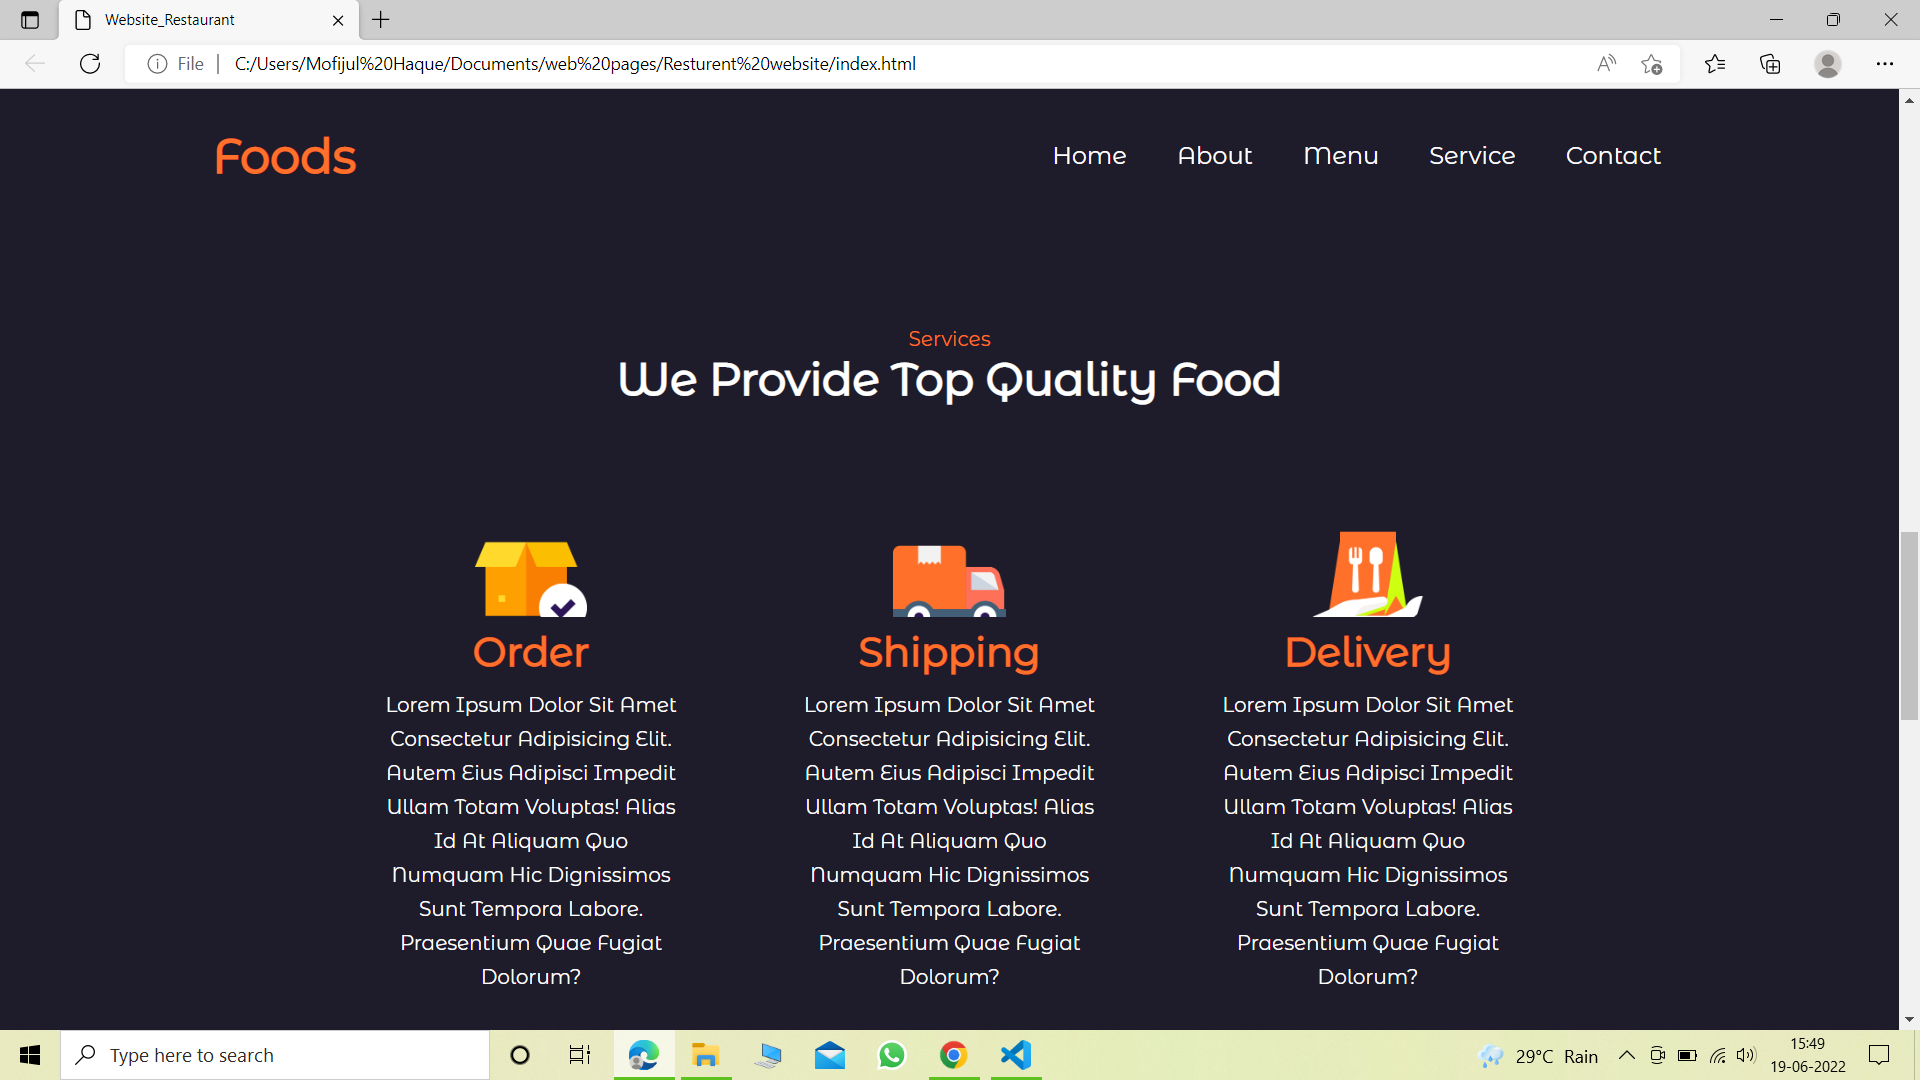 Website_Restaurant
File
C:/Users/Mofijul%20Haque/Documents/web%20pages/Resturent%20website/index.html
Foods
Home About Menu Service Contact
Services
We Provide Top Quality Food
Order
Lorem Ipsum Dolor Sit Amet
Consectetur Adipisicing Elit.
Autem Eius Adipisci Impedit
Ullam Totam Voluptas! Alias
Id At Aliquam Quo
Numquam Hic Dignissimos
Sunt Tempora Labore.
Praesentium Quae Fugiat
Dolorum?
Shipping
Lorem Ipsum Dolor Sit Amet
Consectetur Adipisicing Elit.
Autem Eius Adipisci Impedit
Ullam Totam Voluptas! Alias
Id At Aliquam Quo
Numquam Hic Dignissimos
Sunt Tempora Labore.
Praesentium Quae Fugiat
Dolorum?
Delivery
Lorem Ipsum Dolor Sit Amet
Consectetur Adipisicing Elit.
Autem Eius Adipisci Impedit
Ullam Totam Voluptas! Alias
Id At Aliquam Quo
Numquam Hic Dignissimos
Sunt Tempora Labore.
Praesentium Quae Fugiat
Dolorum?
Type here to search
29°C Rain
15:49
19-06-2022